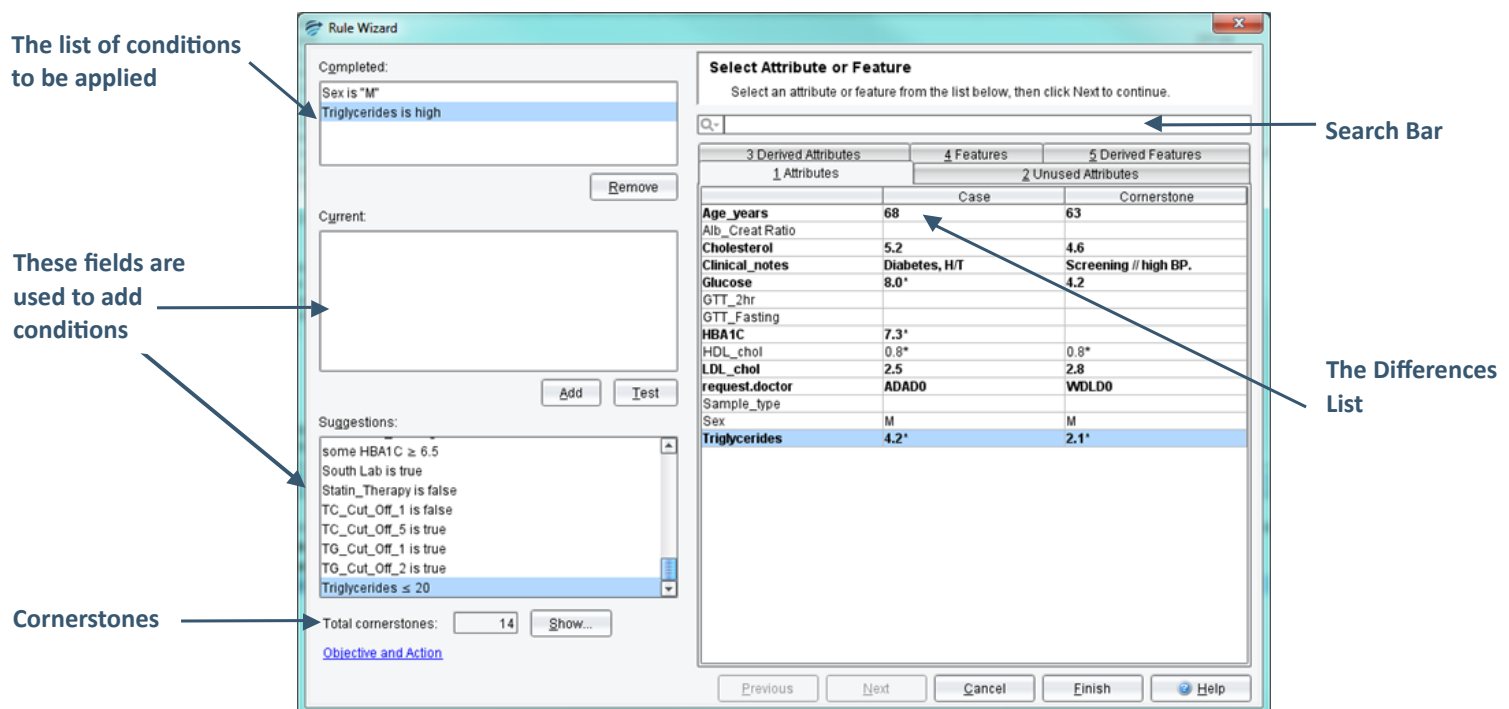 Rule Wizard
The list of conditions
to be applied
These fields are
used to add
conditions
Cornerstones
Completed:
Sex is "M"
Triglycerides is high
Remove
Current:
Add Test
Suggestions:
some HBA1C ≥ 6.5
South Lab is true
Statin_Therapy is false
TC_Cut_Off_1 is false
TC_Cut_Off_5 is true
TG_Cut_Off_1 is true
TG_Cut_Off_2 is true
Triglycerides ≤ 20
Total cornerstones: 14 Show...
Objective and Action
Select Attribute or Feature
Select an attribute or feature from the list below, then click Next to continue.
3 Derived Attributes 4 Features 5 Derived Features
1 Attributes 2 Unused Attributes
Case Cornerstone
Age_years 68 63
Alb_Creat Ratio
Cholesterol 5.2 4.6
Clinical_notes Diabetes, H/T Screening // high BP.
Glucose 8.0* 4.2
GTT_2hr
GTT_Fasting
HBA1C 7.3*
HDL_chol 0.8* 0.8*
LDL_chol 2.5 2.8
request.doctor ADAD0 WDLD0
Sample_type
Sex M M
Triglycerides 4.2* 2.1*
Previous Next Cancel Finish Help
Search Bar
The Differences
List